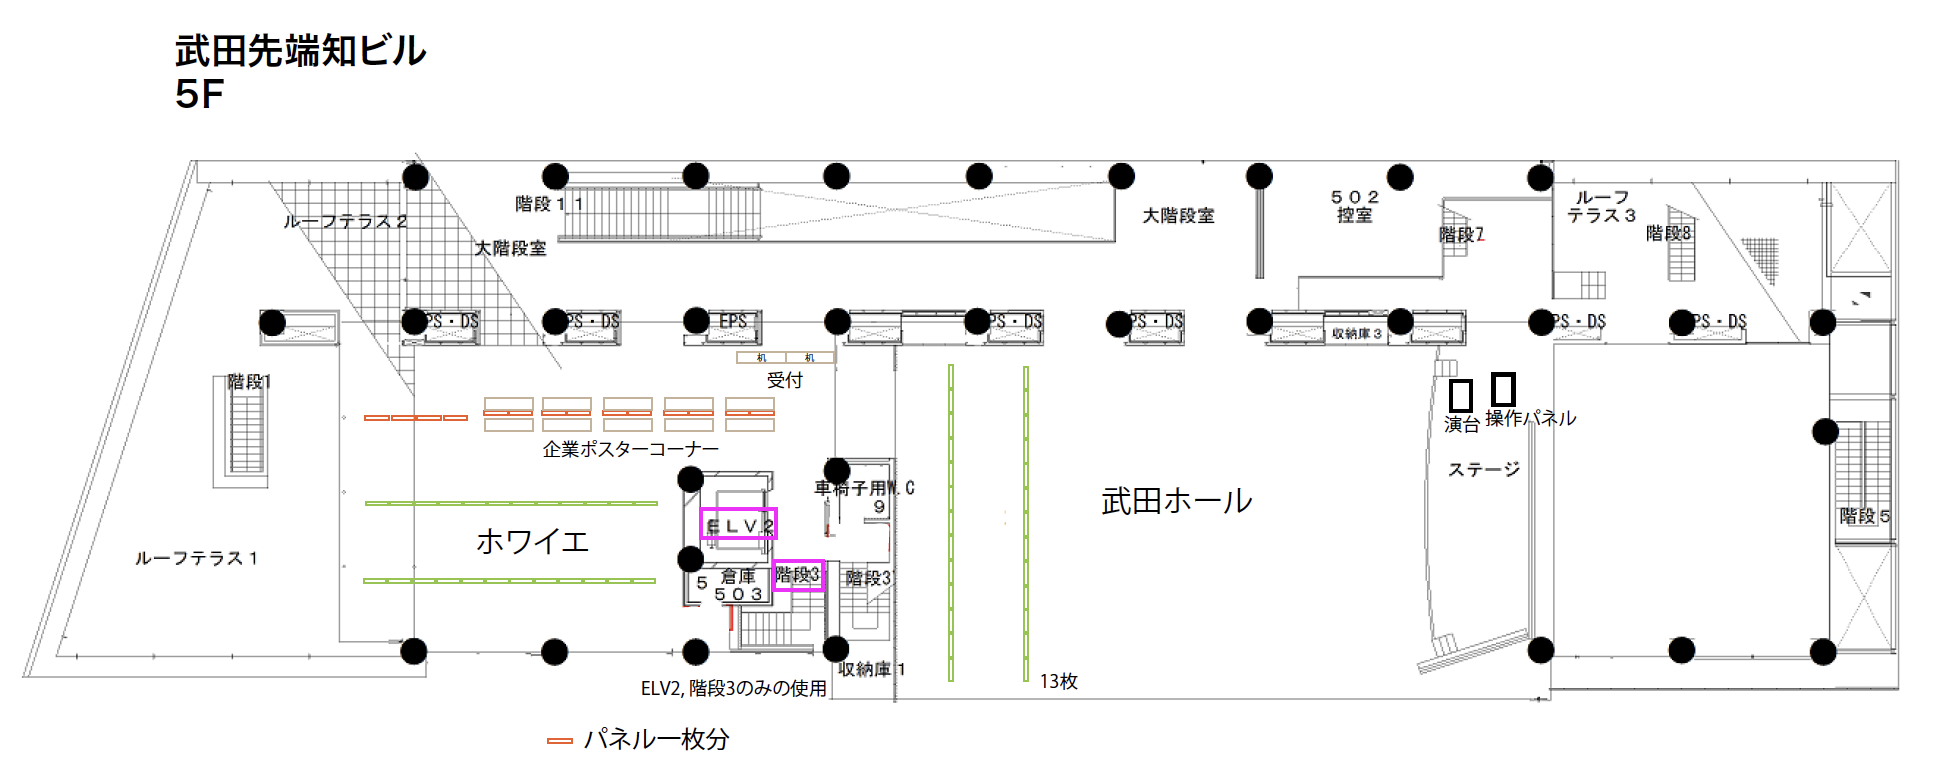 武田先端知ビル
5F
階段11
ルーフテラス2
大階段室
大階段室
502
控室
階段7
ルーフ
テラス3
階段8
PS・DS
PS・DS
EPS
PS・DS
PS・DS
収納庫3
PS・DS
PS・DS
机 机
受付
階段1
演台
操作パネル
企業ポスターコーナー
ステージ
車椅子用W.C
9
武田ホール
階段5
ELV2
ホワイエ
ルーフテラス1
5
倉庫
503
階段3
階段3
収納庫1
ELV2, 階段3のみの使用
13枚
パネル一枚分